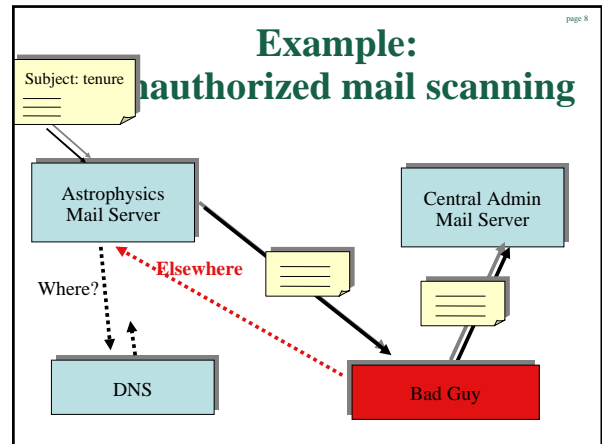 page 8
Example:
nauthorized mail scanning
Subject: tenure
Astrophysics
Mail Server
Central Admin
Mail Server
Elsewhere
Where?
DNS
Bad Guy